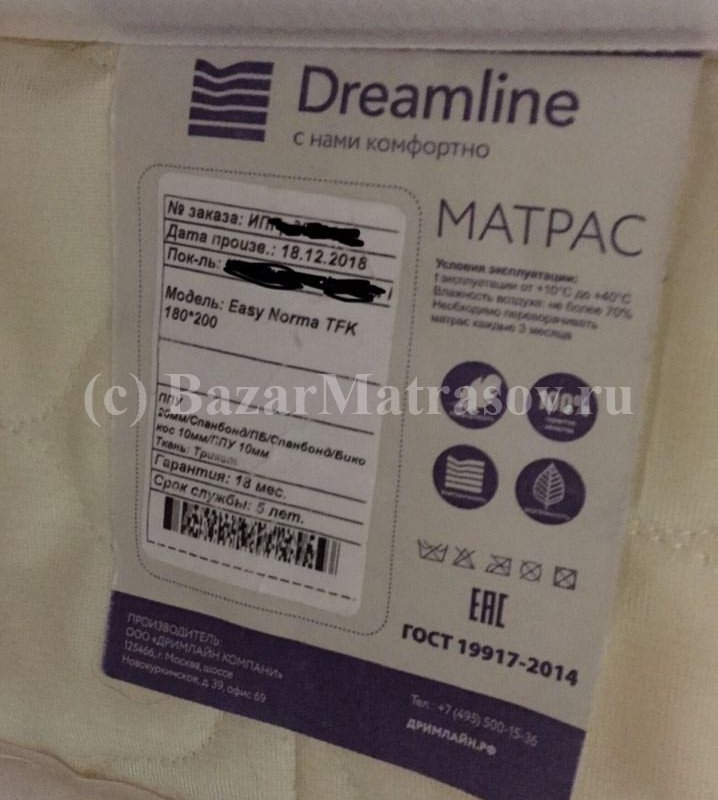 Dreamline
с нами комфортно
№ заказа: ИП
Дата произв.: 18.12.2018
Пок-ль:
Модель: Easy Norma TFK
180*200
ППУ
20мм/Спанбонд/ПБ/Спанбонд/Бико
кос 10мм/ППУ 10мм
Ткань: Трикот
Гарантия: 18 мес.
Срок службы: 5 лет.
МАТРАС
Условия эксплуатации:
t эксплуатации от +10°C до +40°C
Влажность воздуха: не более 70%
Необходимо переворачивать
матрас каждые 3 месяца
100%
(c) BazarMatrasov.ru
EAC
ГОСТ 19917-2014
ПРОИЗВОДИТЕЛЬ:
ООО «ДРИМЛАЙН КОМПАНИ»
125466, г. Москва, шоссе
Новокуркинское, д. 39, офис 69
Тел.: +7 (495) 500-15-36
ДРИМЛАЙН.РФ